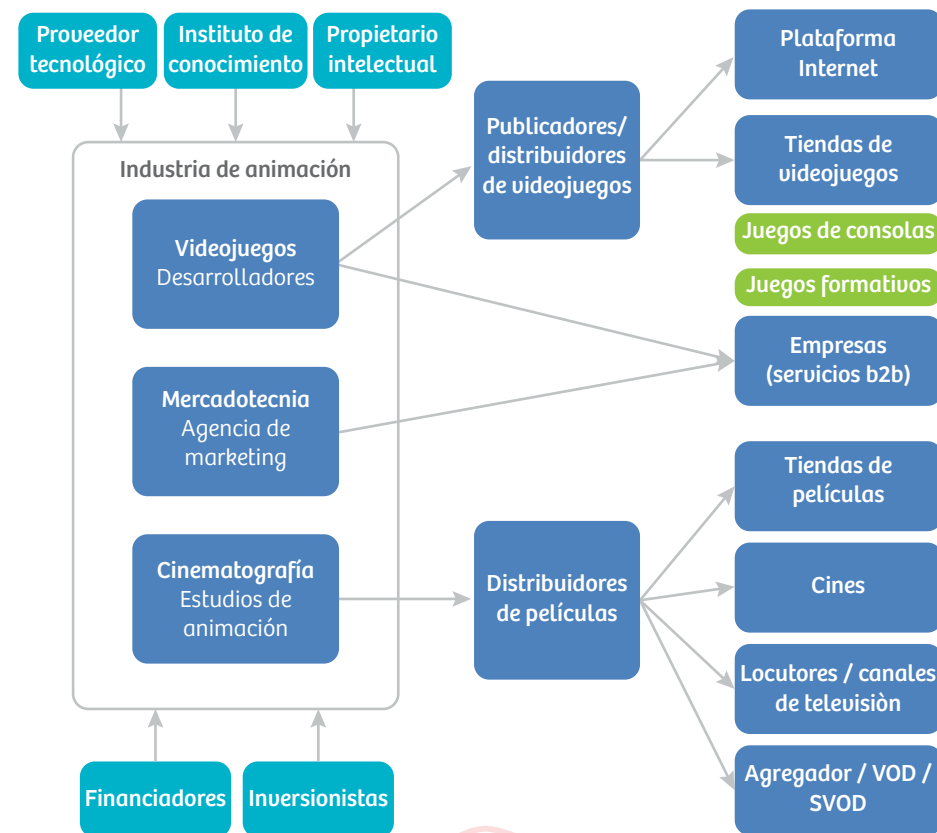 Proveedor
tecnológico
Instituto de
conocimiento
Propietario
intelectual
Industria de animación
Videojuegos
Desarrolladores
Mercadotecnia
Agencia de
marketing
Cinematografía
Estudios de
animación
Financiadores
Inversionistas
Publicadores/
distribuidores
de videojuegos
Distribuidores
de películas
Plataforma
Internet
Tiendas de
videojuegos
Juegos de consolas
Juegos formativos
Empresas
(servicios b2b)
Tiendas de
películas
Cines
Locutores / canales
de televisiòn
Agregador / VOD /
SVOD